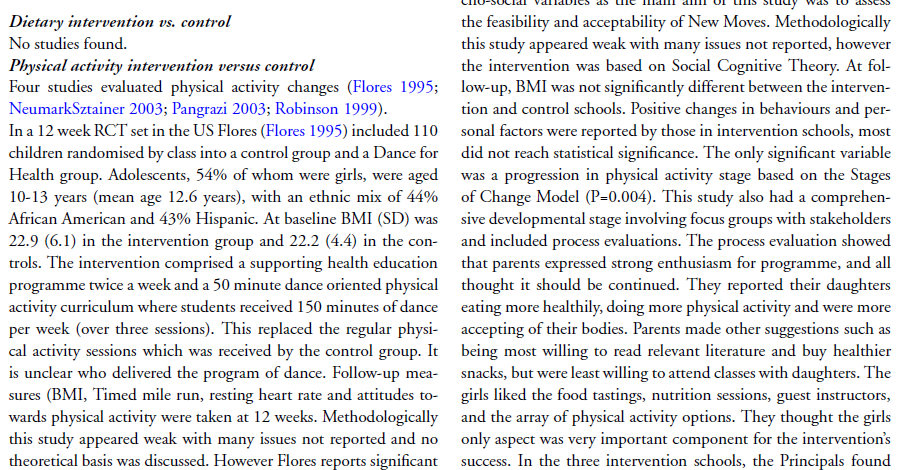 Dietary intervention vs. control
No studies found.
Physical activity intervention versus control
Four studies evaluated physical activity changes (Flores 1995;
NeumarkSztainer 2003; Pangrazi 2003; Robinson 1999).
In a 12 week RCT set in the US Flores (Flores 1995) included 110
children randomised by class into a control group and a Dance for
Health group. Adolescents, 54% of whom were girls, were aged
10-13 years (mean age 12.6 years), with an ethnic mix of 44%
African American and 43% Hispanic. At baseline BMI (SD) was
22.9 (6.1) in the intervention group and 22.2 (4.4) in the con-
trols. The intervention comprised a supporting health education
programme twice a week and a 50 minute dance oriented physical
activity curriculum where students received 150 minutes of dance
per week (over three sessions). This replaced the regular physi-
cal activity sessions which was received by the control group. It
is unclear who delivered the program of dance. Follow-up mea-
sures (BMI, Timed mile run, resting heart rate and attitudes to-
wards physical activity were taken at 12 weeks. Methodologically
this study appeared weak with many issues not reported and no
theoretical basis was discussed. However Flores reports significant
cho-social variables as the main aim of this study was to assess
the feasibility and acceptability of New Moves. Methodologically
this study appeared weak with many issues not reported, however
the intervention was based on Social Cognitive Theory. At fol-
low-up, BMI was not significantly different between the interven-
tion and control schools. Positive changes in behaviours and per-
sonal factors were reported by those in intervention schools, most
did not reach statistical significance. The only significant variable
was a progression in physical activity stage based on the Stages
of Change Model (P=0.004). This study also had a comprehen-
sive developmental stage involving focus groups with stakeholders
and included process evaluations. The process evaluation showed
that parents expressed strong enthusiasm for programme, and all
thought it should be continued. They reported their daughters
eating more healthily, doing more physical activity and were more
accepting of their bodies. Parents made other suggestions such as
being most willing to read relevant literature and buy healthier
snacks, but were least willing to attend classes with daughters. The
girls liked the food tastings, nutrition sessions, guest instructors,
and the array of physical activity options. They thought the girls
only aspect was very important component for the intervention's
success. In the three intervention schools, the Principals found